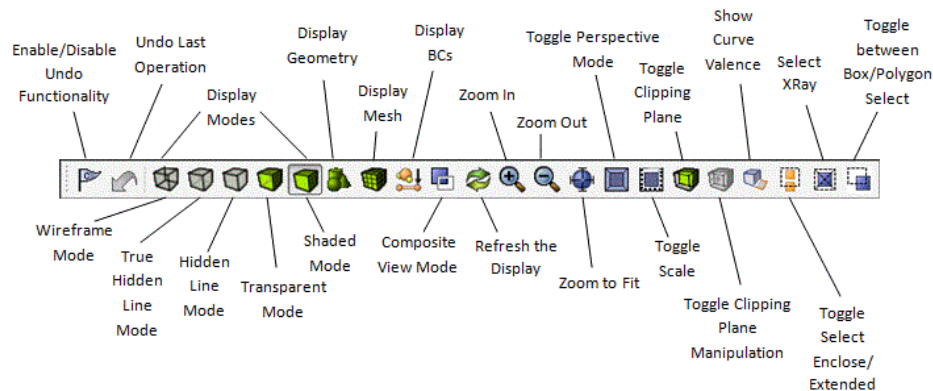 Enable/Disable
Undo
Functionality
Undo Last
Operation
Display
Modes
Display
Geometry
Display
Mesh
Display
BCs
Zoom In
Zoom Out
Toggle Perspective
Mode
Toggle
Clipping
Plane
Show
Curve
Valence
Select
XRay
Toggle
between
Box/Polygon
Select
Wireframe
Mode
True
Hidden
Line
Mode
Hidden
Line
Mode
Transparent
Mode
Shaded
Mode
Composite
View Mode
Refresh the
Display
Zoom to Fit
Toggle
Scale
Toggle Clipping
Plane
Manipulation
Toggle
Select
Enclose/
Extended